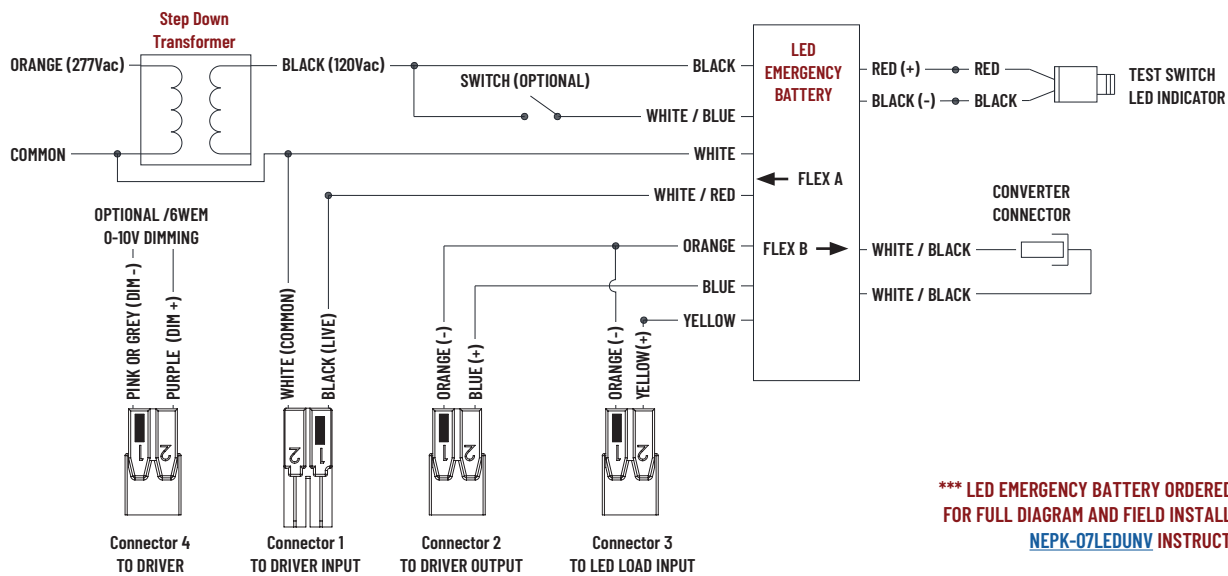 Step Down
Transformer
ORANGE (277Vac)
BLACK (120Vac)
SWITCH (OPTIONAL)
BLACK
WHITE / BLUE
COMMON
WHITE
WHITE / RED
ORANGE
BLUE
YELLOW
LED
EMERGENCY
BATTERY
FLEX A
FLEX B
RED (+)
RED
BLACK (-)
BLACK
TEST SWITCH
LED INDICATOR
CONVERTER
CONNECTOR
WHITE / BLACK
WHITE / BLACK
OPTIONAL /6WEM
0-10V DIMMING
PINK OR GREY (DIM -)
PURPLE (DIM +)
WHITE (COMMON)
BLACK (LIVE)
ORANGE (-)
BLUE (+)
ORANGE (-)
YELLOW(+)
1 2
2 1
1 2
1 2
Connector 4
TO DRIVER
Connector 1
TO DRIVER INPUT
Connector 2
TO DRIVER OUTPUT
Connector 3
TO LED LOAD INPUT
*** LED EMERGENCY BATTERY ORDERED
FOR FULL DIAGRAM AND FIELD INSTALL
NEPK-07LEDUNV INSTRUCT